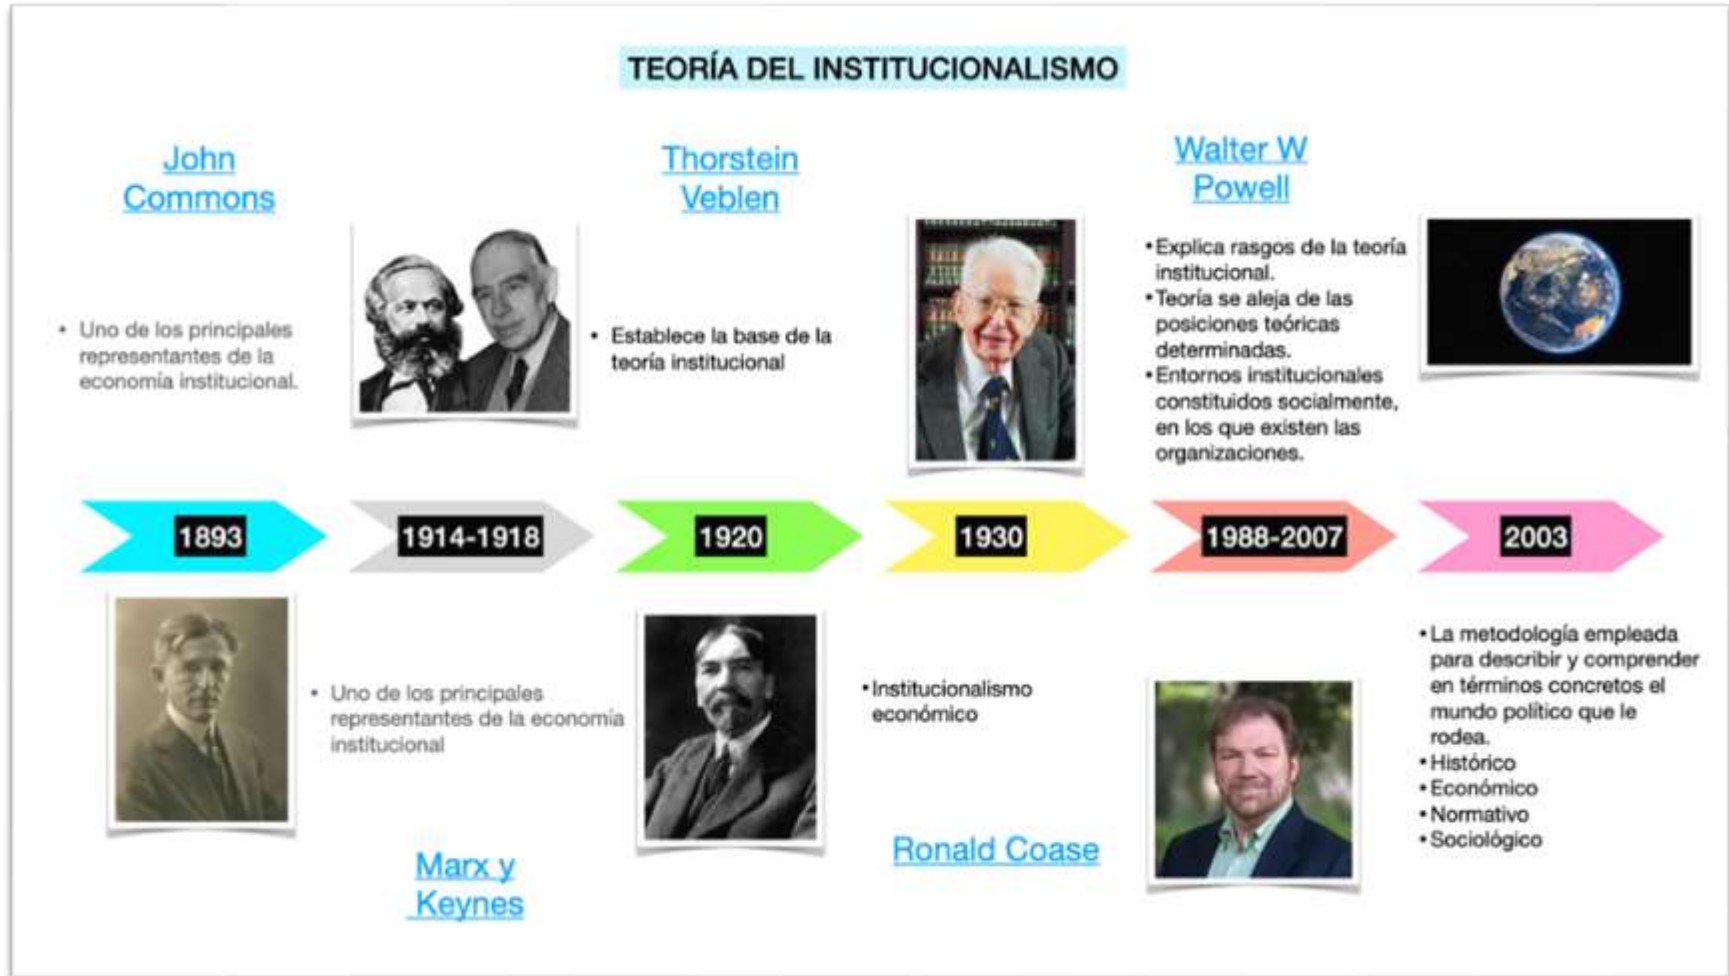 TEORÍA DEL INSTITUCIONALISMO
John
Commons
• Uno de los principales
representantes de la
economía institucional.
Thorstein
Veblen
• Establece la base de la
teoría institucional
Walter W
Powell
• Explica rasgos de la teoría
institucional.
• Teoría se aleja de las
posiciones teóricas
determinadas.
• Entornos institucionales
constituidos socialmente,
en los que existen las
organizaciones.
1893
1914-1918
1920
1930
1988-2007
2003
• Uno de los principales
representantes de la economía
institucional
Marx y
Keynes
• Institucionalismo
económico
Ronald Coase
• La metodología empleada
para describir y comprender
en términos concretos el
mundo político que le
rodea.
• Histórico
• Económico
• Normativo
• Sociológico